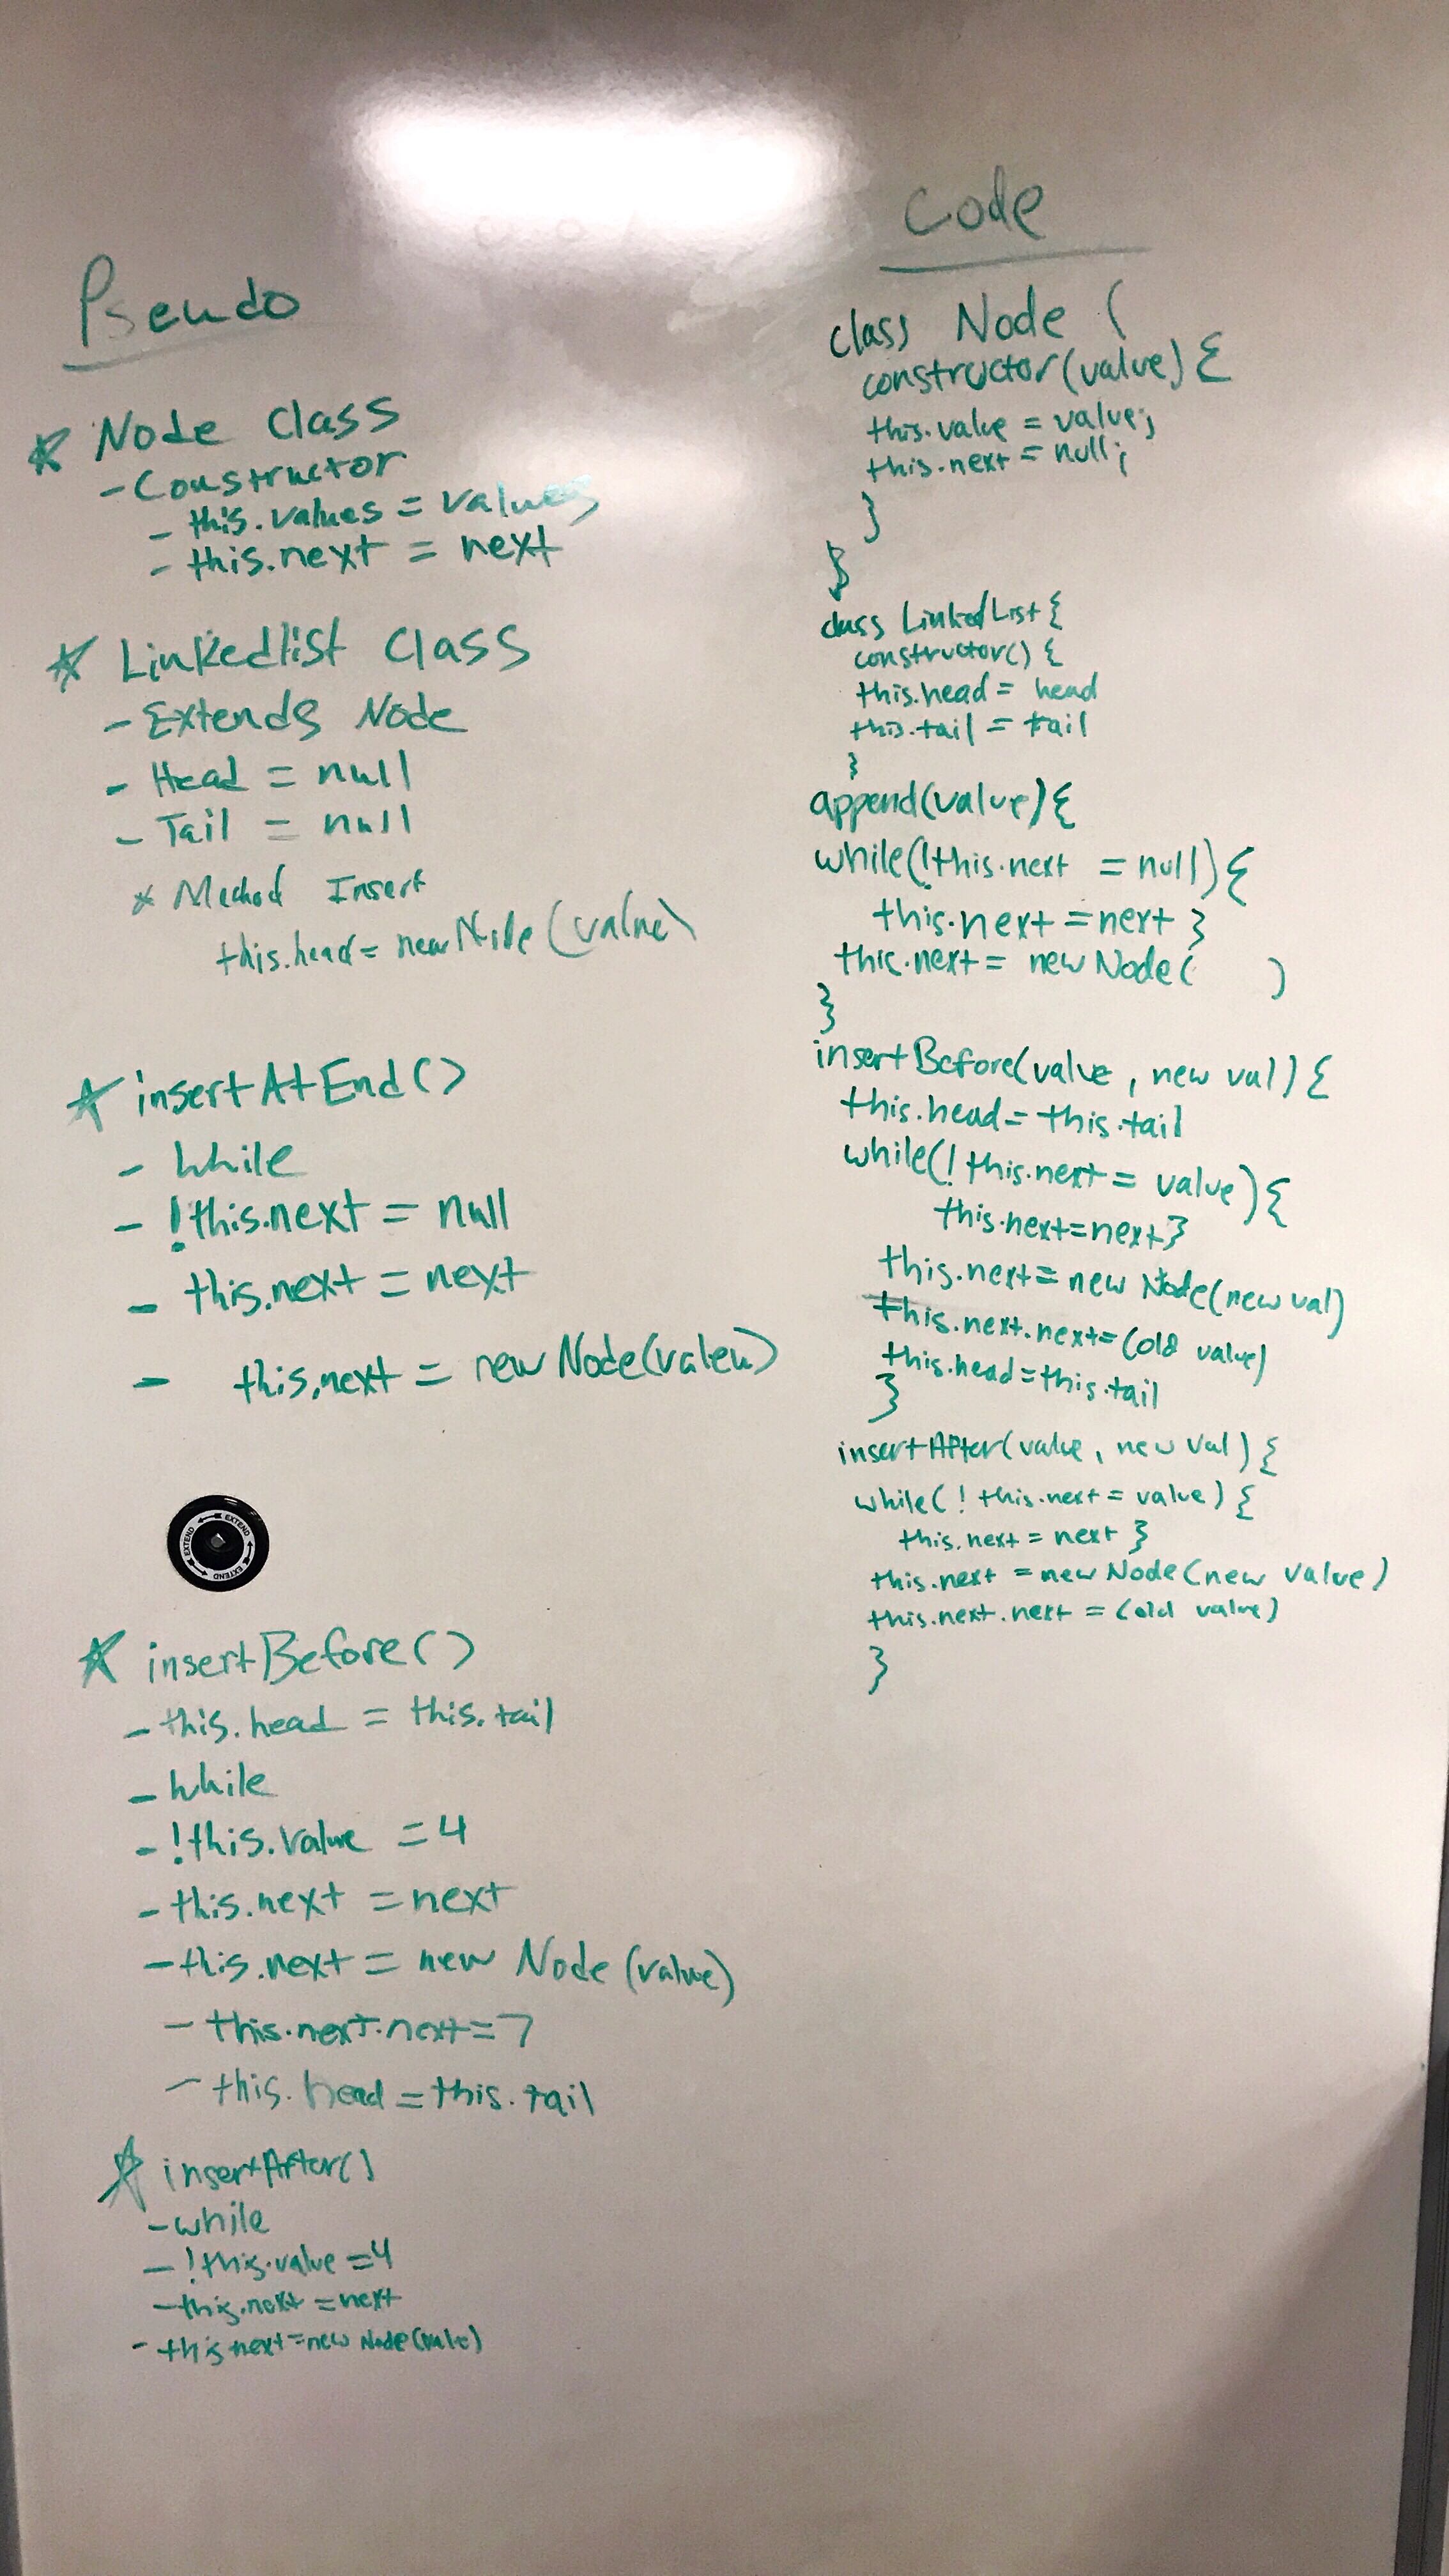 Pseudo
* Node Class
- Constructor
- this.values = values
- this.next = next
* Linkedlist Class
- Extends Node
- Head = null
- Tail = null
* Mechod Insert
this.head = new Node (value)
* insertAtEnd()
- while
- !this.next = null
- this.next = next
- this.next = new Node(valeu)
EXTEND EXTEND EXTEND EXTEND
* insertBefore()
- this.head = this.tail
- while
- !this.value = 4
- this.next = next
- this.next = new Node (value)
- this.next.next = 7
- this.head = this.tail
* insertAfter()
- while
- !this.value = 4
- this.next = next
- this next = new Node(value)
Code
class Node (
constructor(value) {
this.value = value;
this.next = null;
}
}
class LinkedList {
constructor() {
this.head = head
this.tail = tail
}
append(value) {
while(!this.next = null) {
this.next = next }
this.next = new Node( )
}
insertBefore(value, new val) {
this.head = this.tail
while(! this.next = value) {
this.next = next }
this.next = new Node(new val)
this.next.next = (old value)
this.head = this.tail
}
insertAfter(value, new val) {
while( ! this.next = value) {
this.next = next }
this.next = new Node (new value)
this.next.next = (old value)
}